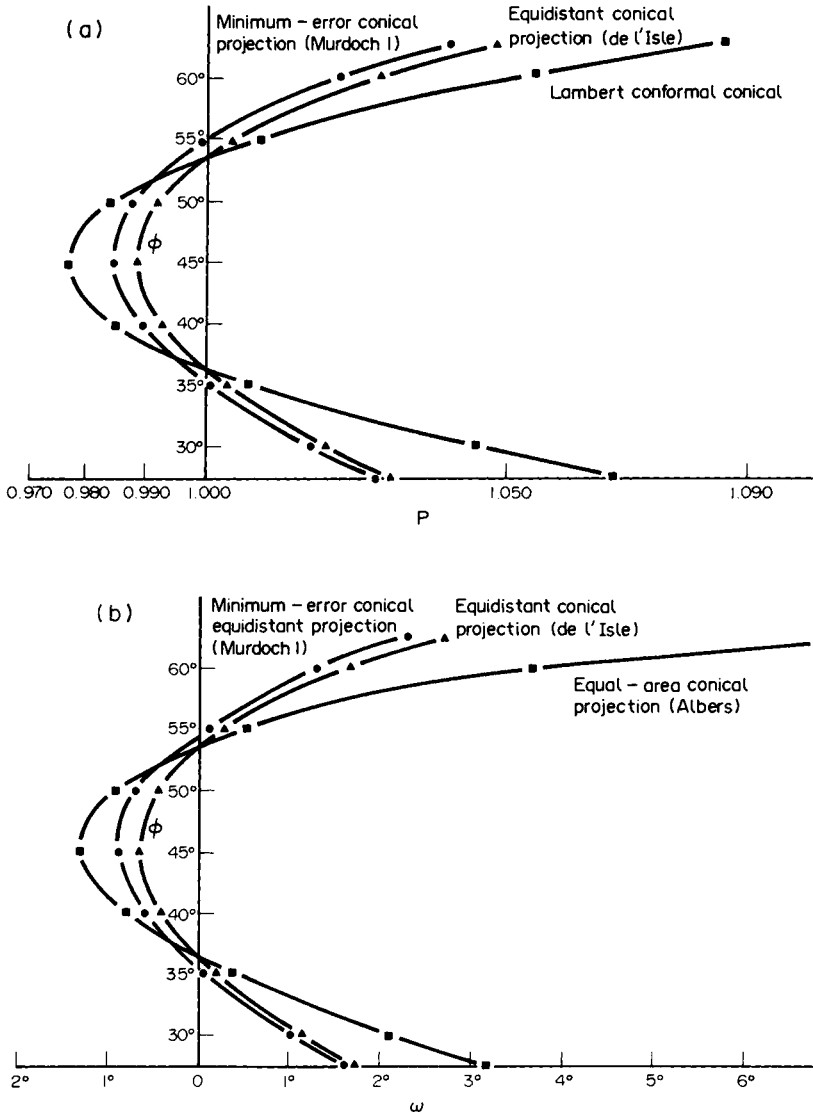 (a)
Minimum – error conical
projection (Murdoch I)
Equidistant conical
projection (de l'Isle)
Lambert conformal conical
60°
55°
50°
ϕ
45°
40°
35°
30°
0.970 0.980 0.990 1.000 1.050 1.090
P
(b)
Minimum – error conical
equidistant projection
(Murdoch I)
Equidistant conical
projection (de l'Isle)
60°
Equal – area conical
projection (Albers)
55°
50°
ϕ
45°
40°
35°
30°
2° 1° 0 1° 2° 3° 4° 5° 6°
ω